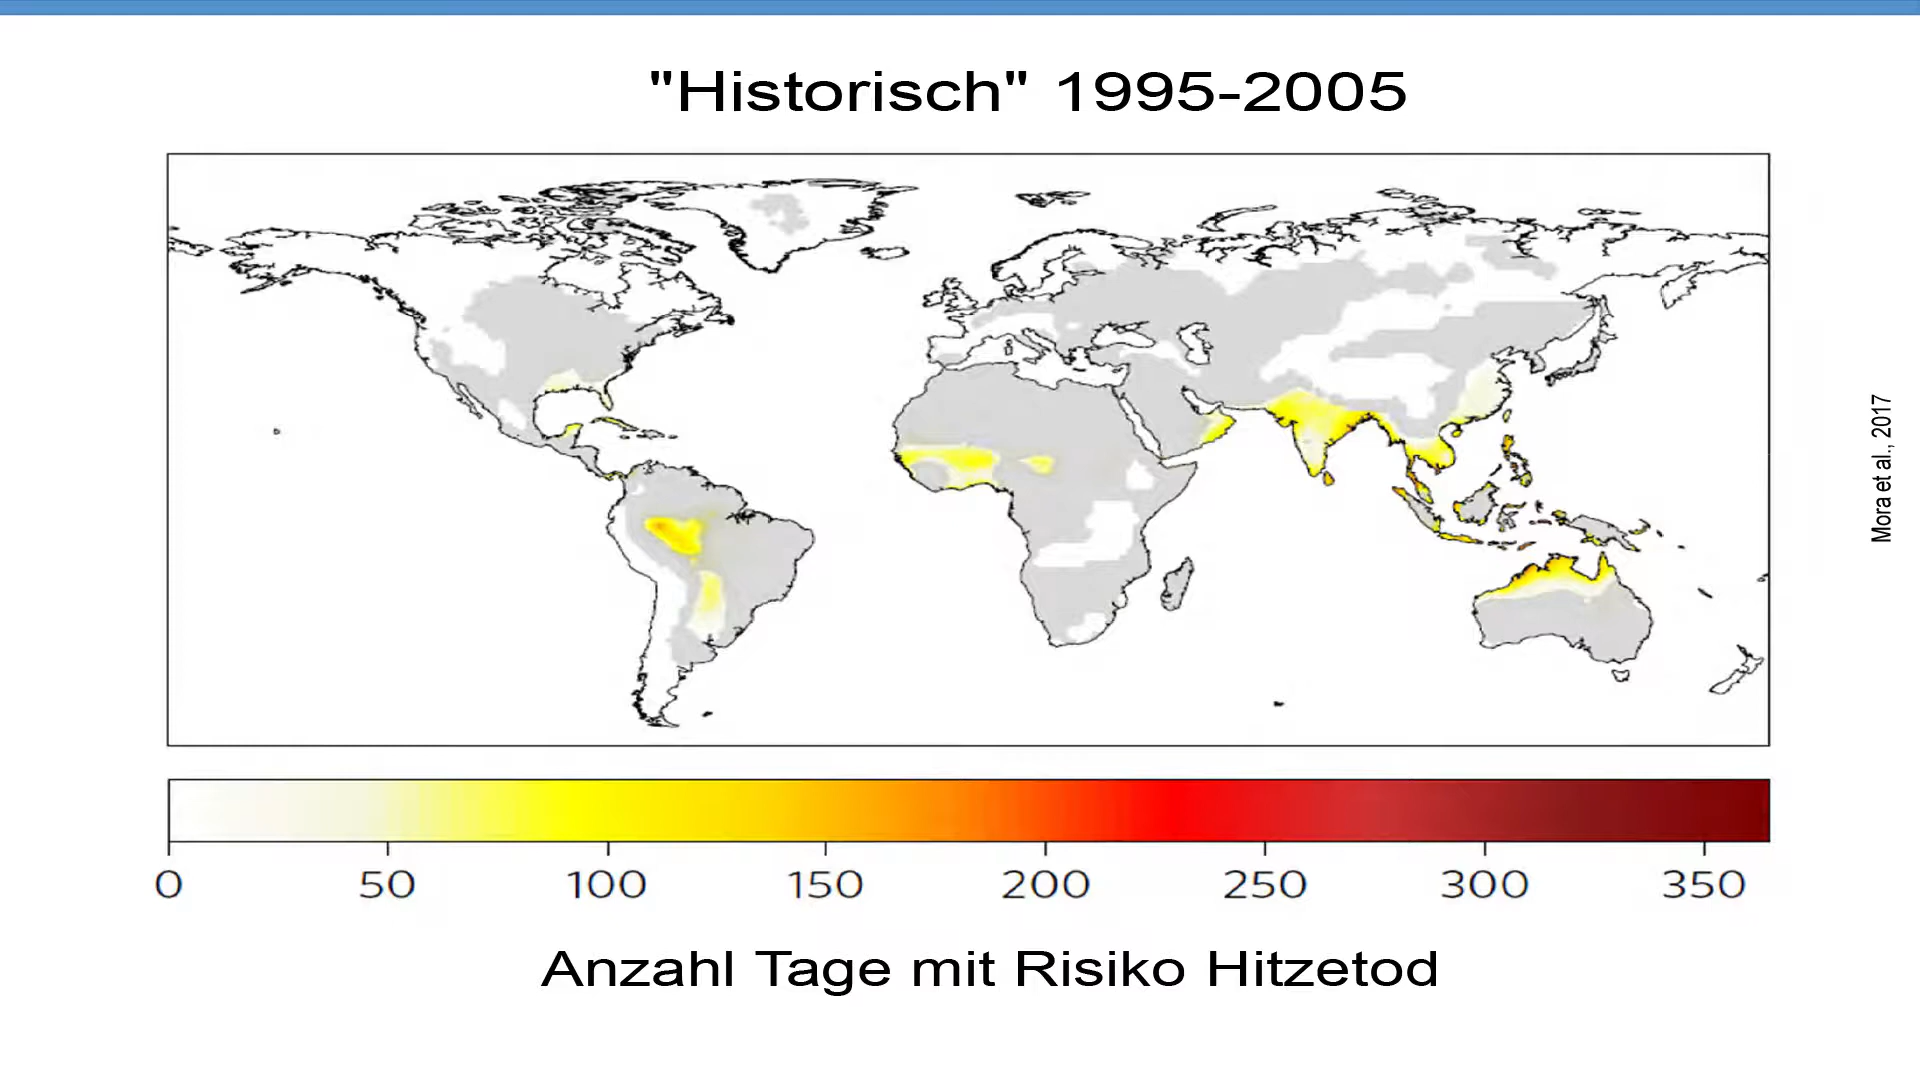 "Historisch" 1995-2005
Mora et al., 2017
0 50 100 150 200 250 300 350
Anzahl Tage mit Risiko Hitzetod